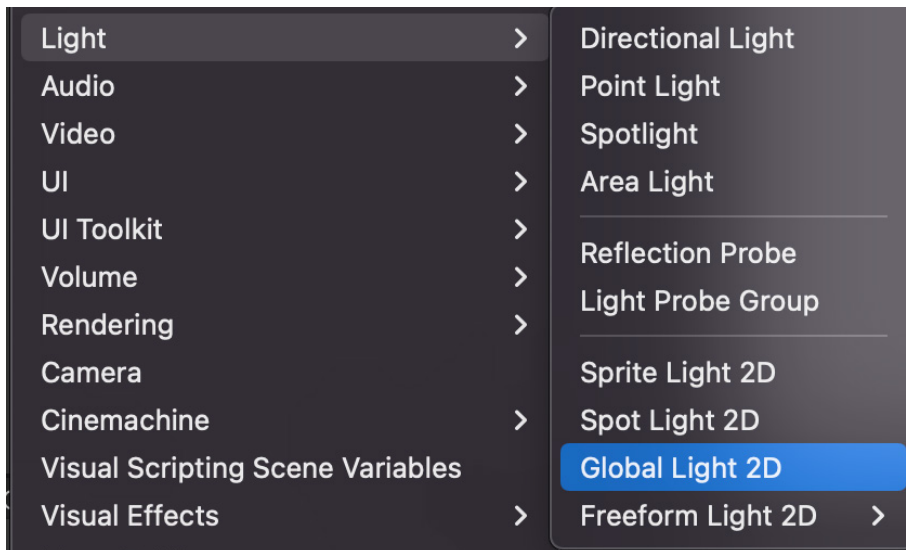 Light
Audio
Video
UI
UI Toolkit
Volume
Rendering
Camera
Cinemachine
Visual Scripting Scene Variables
Visual Effects
Directional Light
Point Light
Spotlight
Area Light
Reflection Probe
Light Probe Group
Sprite Light 2D
Spot Light 2D
Global Light 2D
Freeform Light 2D